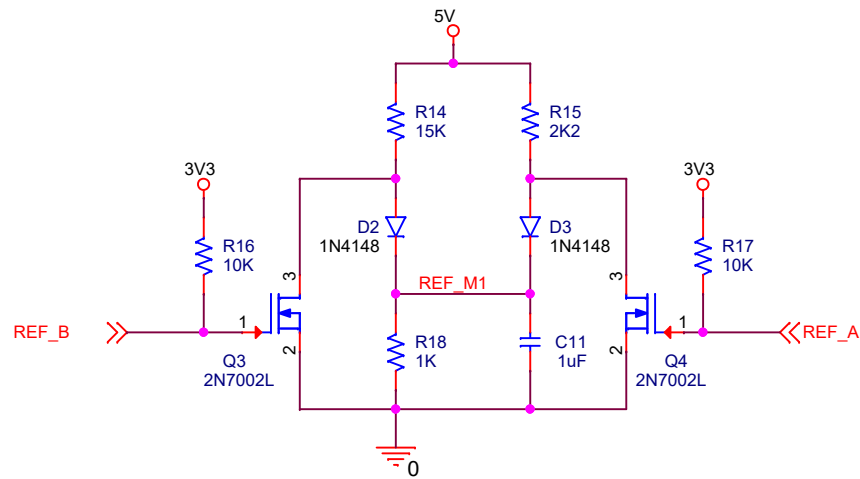 5V
R14
15K
R15
2K2
3V3
3V3
D2
1N4148
D3
1N4148
R16
10K
R17
10K
3
3
REF_M1
REF_B
1
1
REF_A
2
2
R18
1K
C11
1uF
Q3
2N7002L
Q4
2N7002L
0